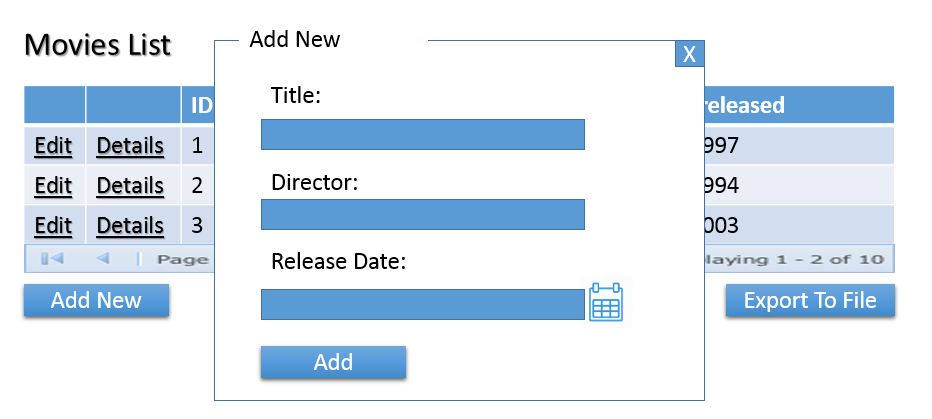 Movies List
Add New
X
ID
released
Title:
Edit Details 1
997
Edit Details 2
994
Director:
Edit Details 3
003
Page
laying 1 - 2 of 10
Release Date:
Add New
Export To File
Add